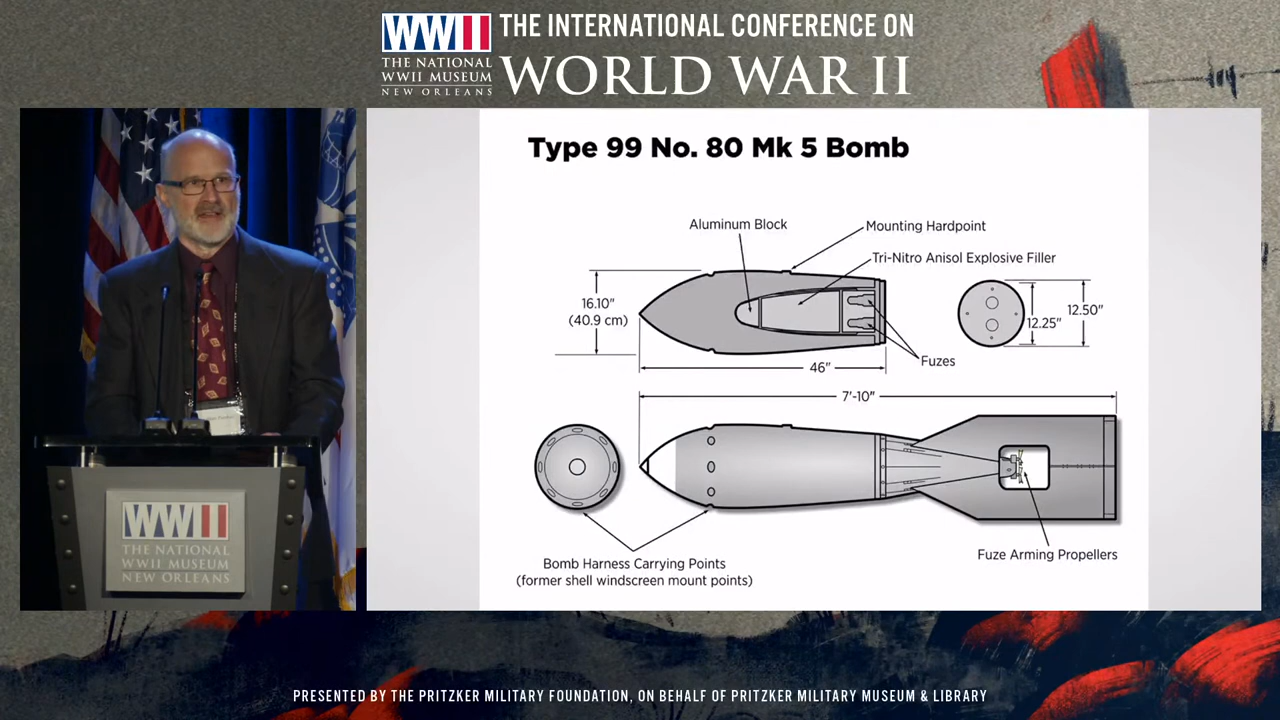 WWII
THE NATIONAL
WWII MUSEUM
NEW ORLEANS
THE INTERNATIONAL CONFERENCE ON
WORLD WAR II
Type 99 No. 80 Mk 5 Bomb
Aluminum Block
Mounting Hardpoint
Tri-Nitro Anisol Explosive Filler
16.10"
(40.9 cm)
12.25"
12.50"
Fuzes
46"
7'-10"
Bomb Harness Carrying Points
(former shell windscreen mount points)
Fuze Arming Propellers
WWII
THE NATIONAL
WWII MUSEUM
NEW ORLEANS
PRESENTED BY THE PRITZKER MILITARY FOUNDATION, ON BEHALF OF PRITZKER MILITARY MUSEUM & LIBRARY